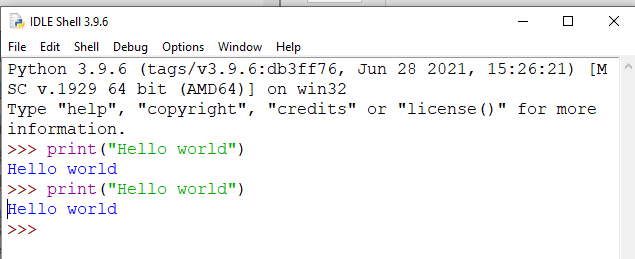 IDLE Shell 3.9.6
File Edit Shell Debug Options Window Help
Python 3.9.6 (tags/v3.9.6:db3ff76, Jun 28 2021, 15:26:21) [M
SC v.1929 64 bit (AMD64)] on win32
Type "help", "copyright", "credits" or "license()" for more
information.
>>> print("Hello world")
Hello world
>>> print("Hello world")
Hello world
>>>